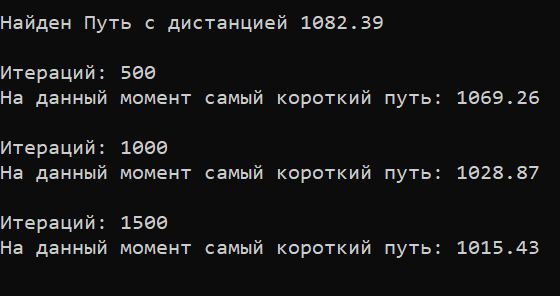 Найден Путь с дистанцией 1082.39
Итераций: 500
На данный момент самый короткий путь: 1069.26
Итераций: 1000
На данный момент самый короткий путь: 1028.87
Итераций: 1500
На данный момент самый короткий путь: 1015.43